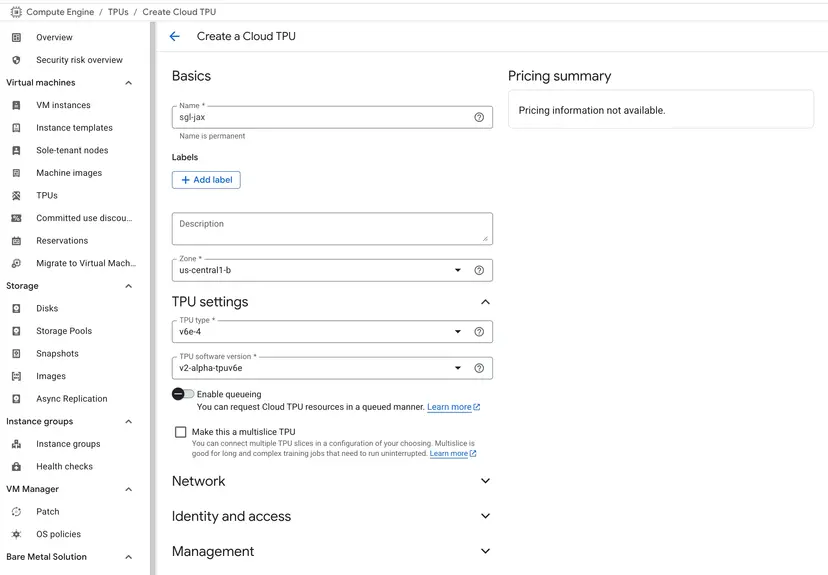 Compute Engine / TPUs / Create Cloud TPU
Overview
Security risk overview
Virtual machines
VM instances
Instance templates
Sole-tenant nodes
Machine images
TPUs
Committed use discou...
Reservations
Migrate to Virtual Mach...
Storage
Disks
Storage Pools
Snapshots
Images
Async Replication
Instance groups
Instance groups
Health checks
VM Manager
Patch
OS policies
Bare Metal Solution
Create a Cloud TPU
Basics
Name *
sgl-jax
Name is permanent
Labels
+ Add label
Description
Zone *
us-central1-b
TPU settings
TPU type *
v6e-4
TPU software version *
v2-alpha-tpuv6e
Enable queueing
You can request Cloud TPU resources in a queued manner. Learn more
Make this a multislice TPU
You can connect multiple TPU slices in a configuration of your choosing. Multislice is
good for long and complex training jobs that need to run uninterrupted. Learn more
Network
Identity and access
Management
Pricing summary
Pricing information not available.